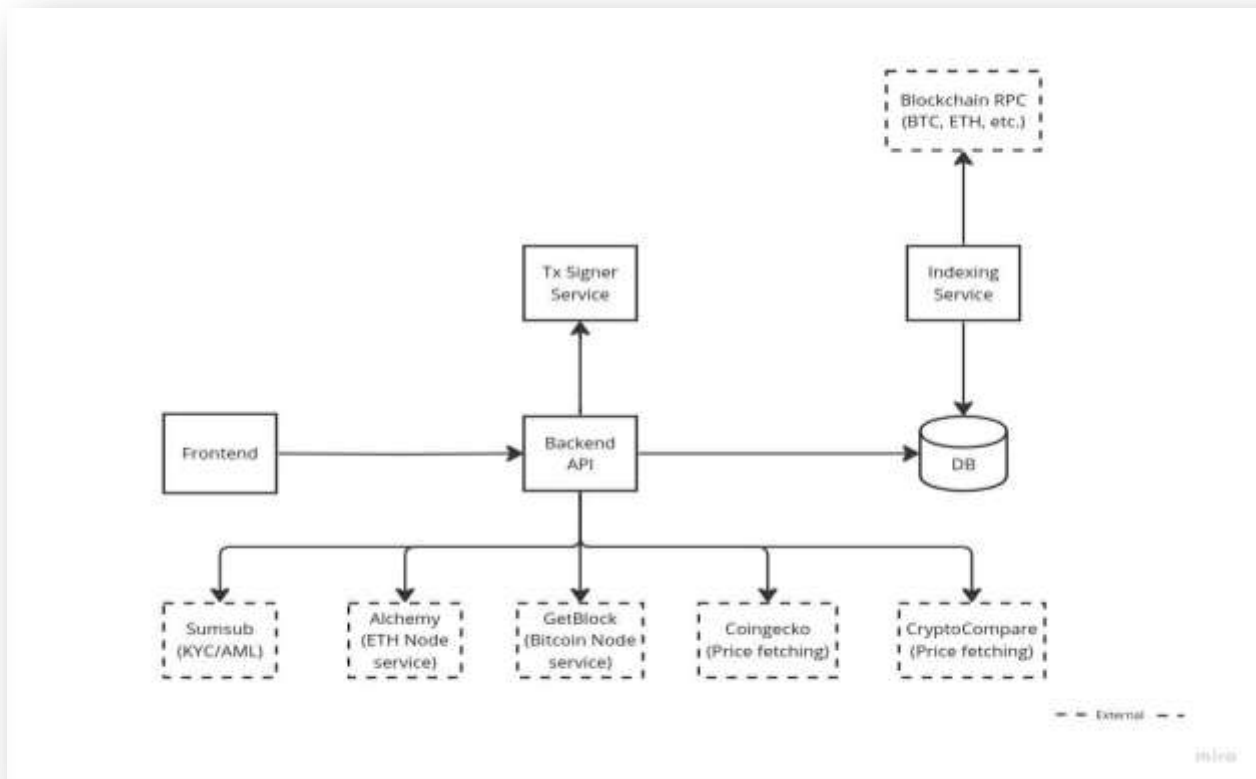 Blockchain RPC
(BTC, ETH, etc.)
Tx Signer
Service
Indexing
Service
Frontend
Backend
API
DB
Sumsub
(KYC/AML)
Alchemy
(ETH Node
service)
GetBlock
(Bitcoin Node
service)
Coingecko
(Price fetching)
CryptoCompare
(Price fetching)
External
miro